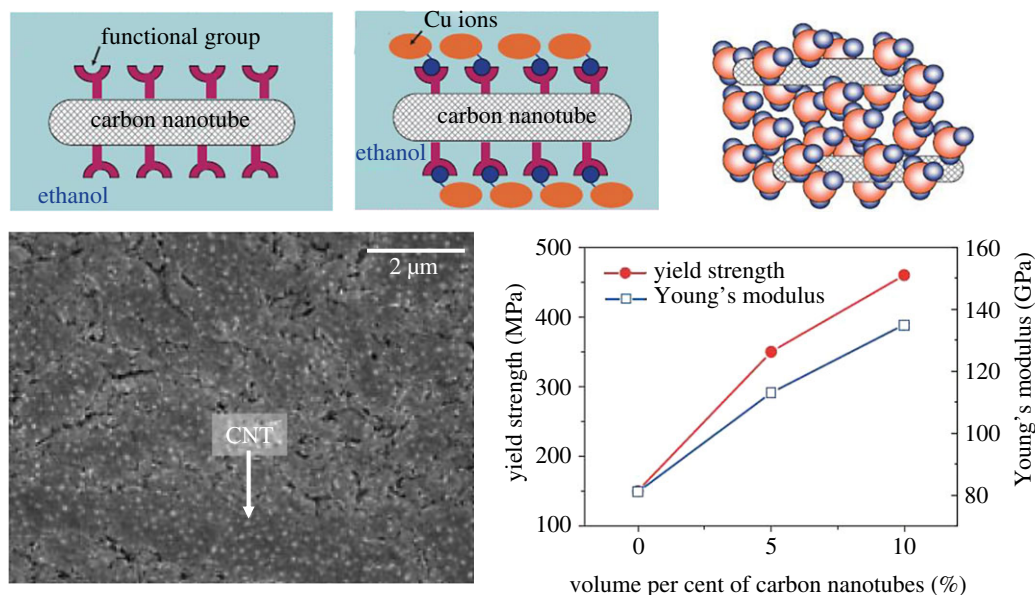 functional group
carbon nanotube
ethanol
Cu ions
carbon nanotube
ethanol
2 µm
CNT
500
400
300
200
100
yield strength (MPa)
yield strength
Young’s modulus
160
140
120
100
80
Young’s modulus (GPa)
0 5 10
volume per cent of carbon nanotubes (%)